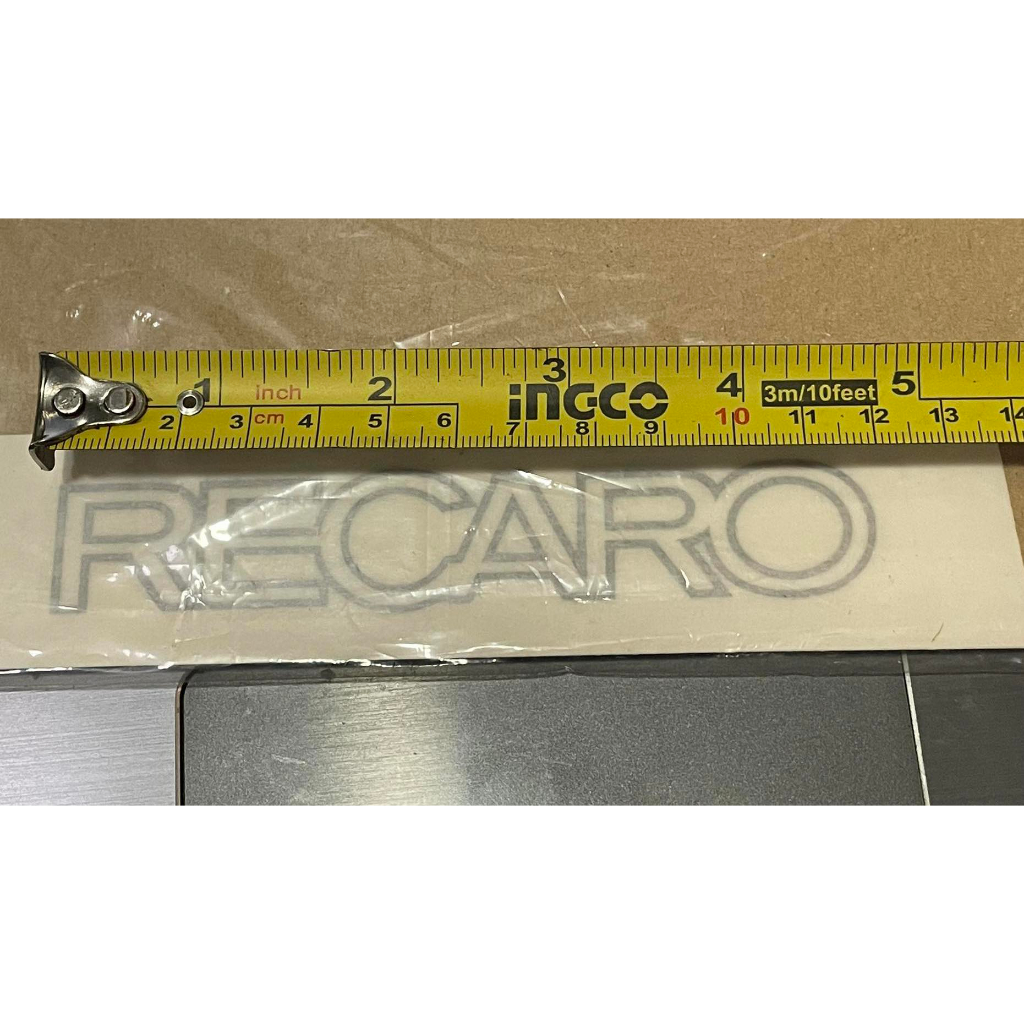 1 inch 2 3 4 5
2 3 cm 4 5 6 7 8 9 10 11 12 13 14
INGCO
3m/10feet
RECARO